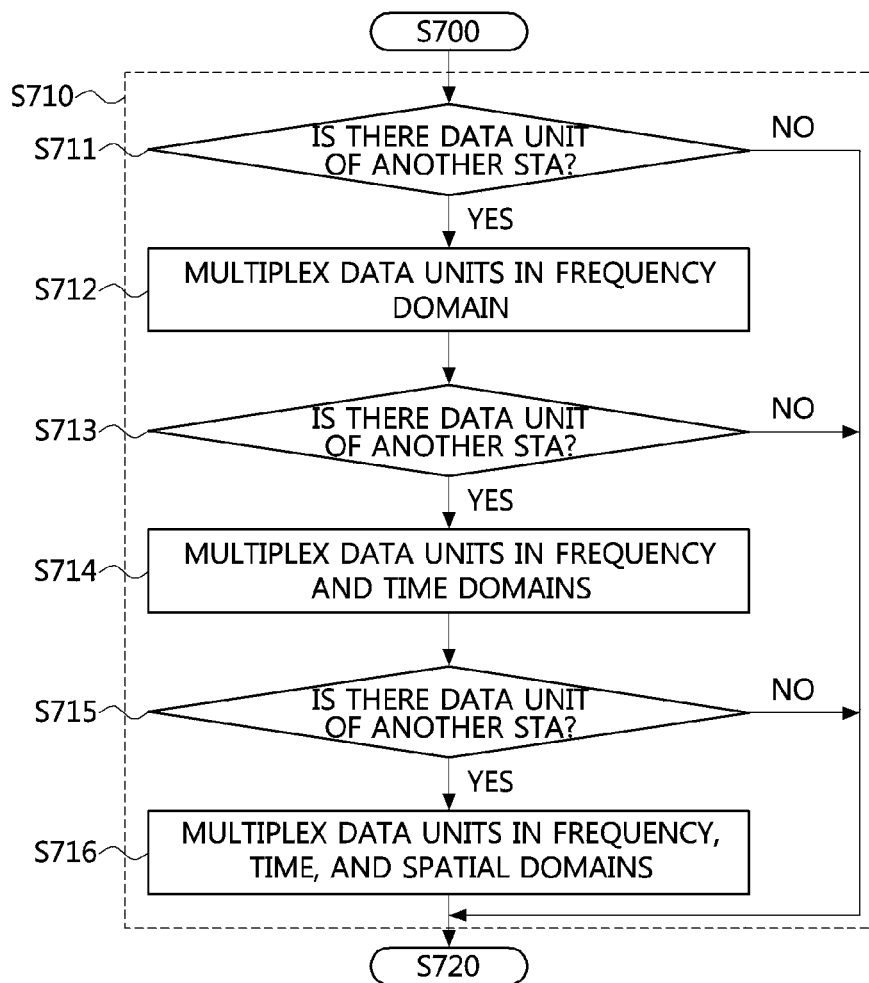 S700
S710
S711
IS THERE DATA UNIT
OF ANOTHER STA?
NO
YES
S712
MULTIPLEX DATA UNITS IN FREQUENCY
DOMAIN
S713
IS THERE DATA UNIT
OF ANOTHER STA?
NO
YES
S714
MULTIPLEX DATA UNITS IN FREQUENCY
AND TIME DOMAINS
S715
IS THERE DATA UNIT
OF ANOTHER STA?
NO
YES
S716
MULTIPLEX DATA UNITS IN FREQUENCY,
TIME, AND SPATIAL DOMAINS
S720